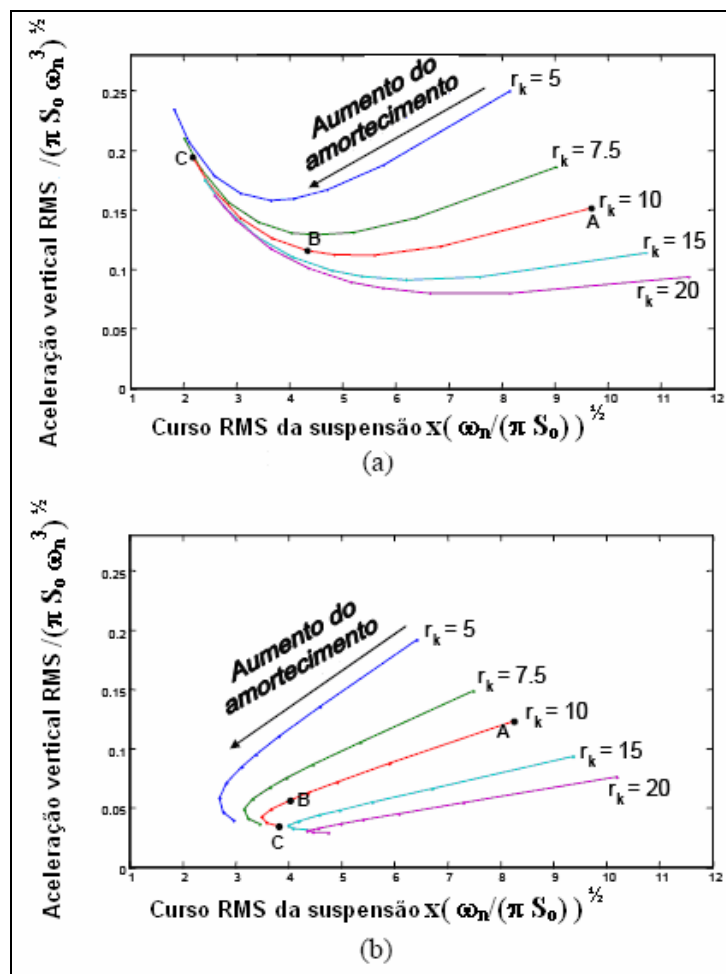 Aceleração vertical RMS /(π S₀ ωₙ³)^½
0.25
0.2
0.15
0.1
0.05
0
Aumento do
amortecimento
r_k = 5
r_k = 7.5
r_k = 10
r_k = 15
r_k = 20
A
B
C
1 2 3 4 5 6 7 8 9 10 11 12
Curso RMS da suspensão x( ωₙ/(π S₀) )^½
(a)
Aceleração vertical RMS /(π S₀ ωₙ³)^½
0.25
0.2
0.15
0.1
0.05
0
Aumento do
amortecimento
r_k = 5
r_k = 7.5
r_k = 10
r_k = 15
r_k = 20
A
B
C
1 2 3 4 5 6 7 8 9 10 11 12
Curso RMS da suspensão x( ωₙ/(π S₀) )^½
(b)